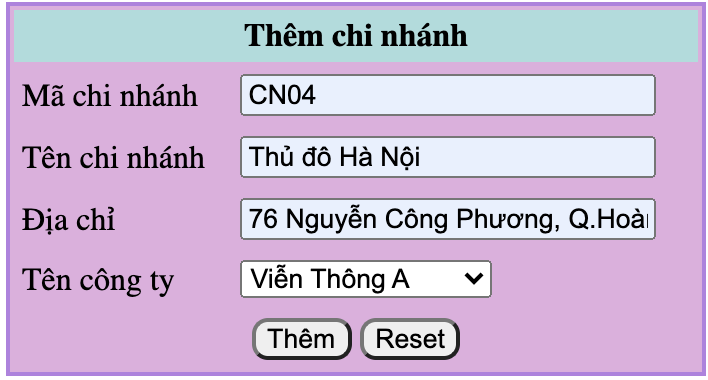 Thêm chi nhánh
Mã chi nhánh CN04
Tên chi nhánh Thủ đô Hà Nội
Địa chỉ 76 Nguyễn Công Phương, Q.Hoà
Tên công ty Viễn Thông A
Thêm Reset